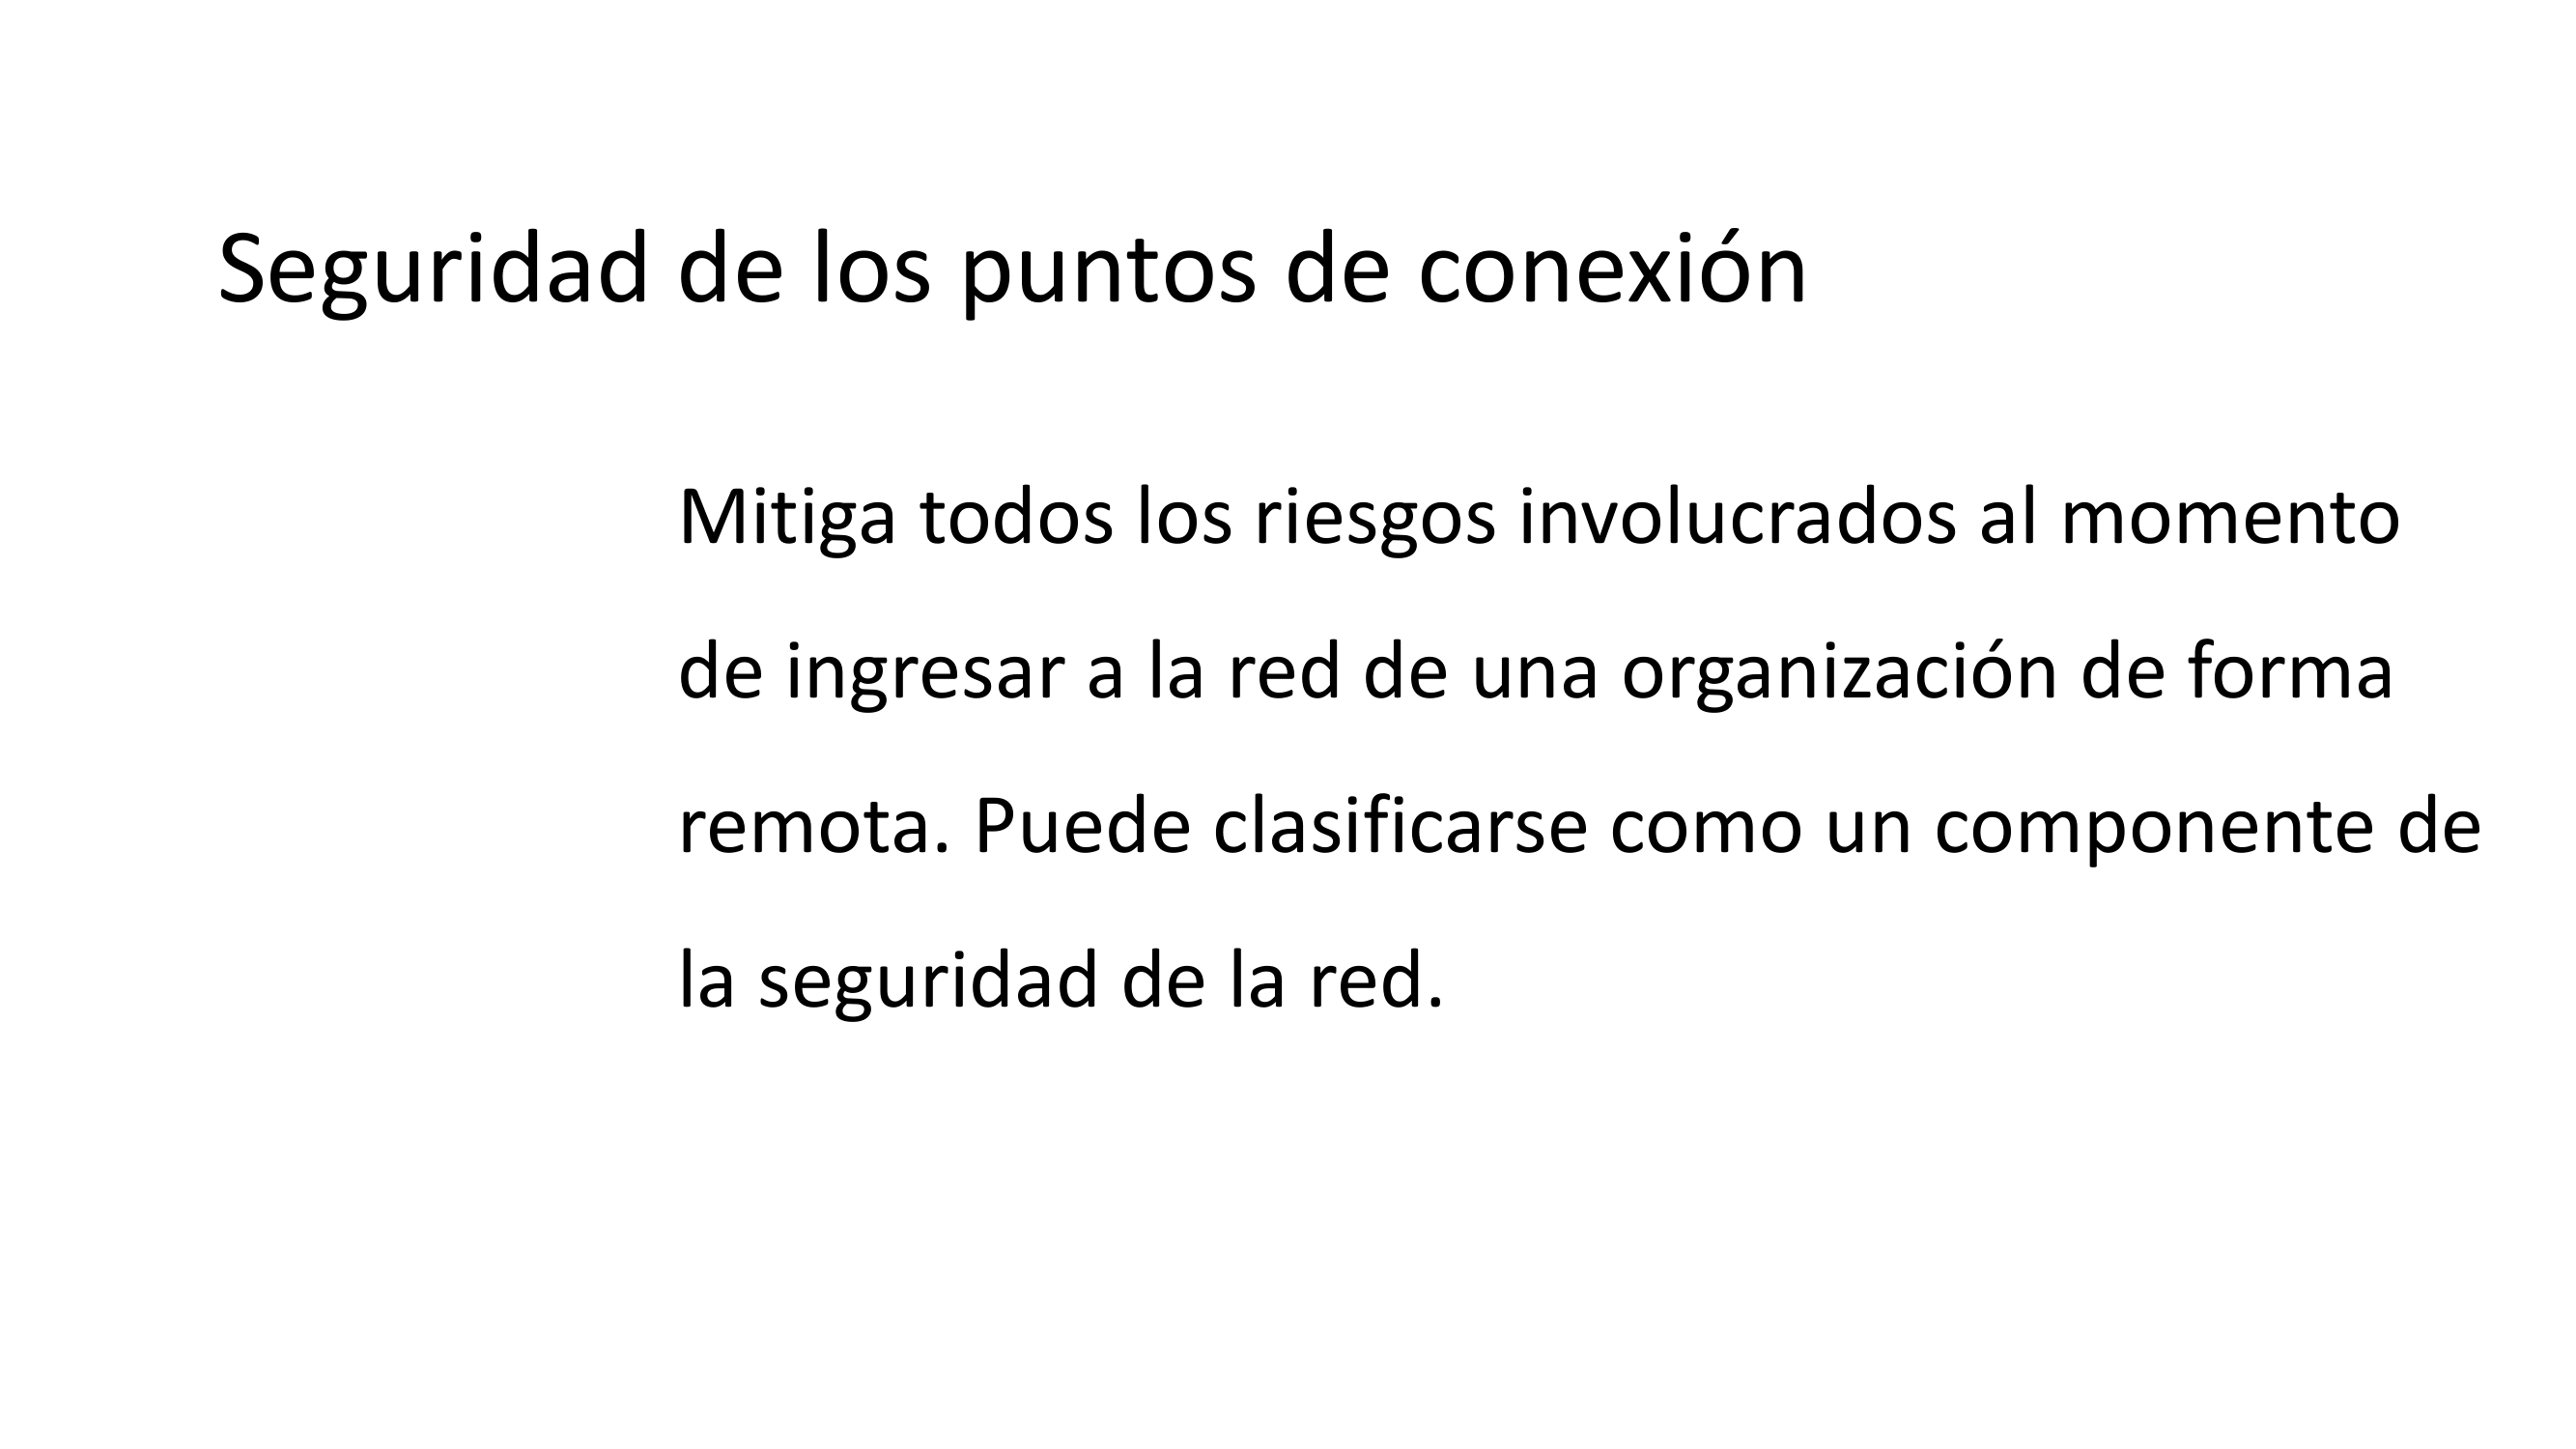 Seguridad de los puntos de conexión
Mitiga todos los riesgos involucrados al momento
de ingresar a la red de una organización de forma
remota. Puede clasificarse como un componente de
la seguridad de la red.